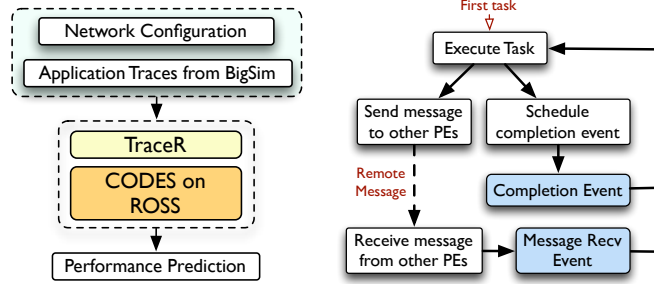 Network Configuration
Application Traces from BigSim
TraceR
CODES on
ROSS
Performance Prediction
First task
Execute Task
Send message
to other PEs
Schedule
completion event
Remote
Message
Completion Event
Receive message
from other PEs
Message Recv
Event